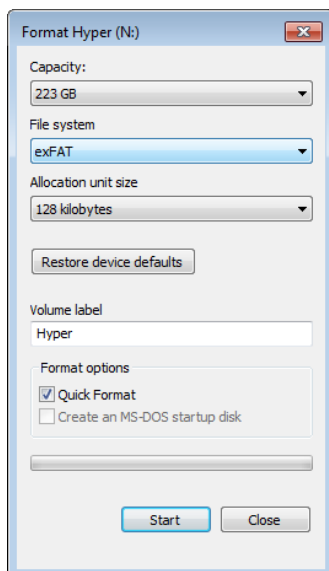 Format Hyper (N:)
Capacity:
223 GB
File system
exFAT
Allocation unit size
128 kilobytes
Restore device defaults
Volume label
Hyper
Format options
Quick Format
Create an MS-DOS startup disk
Start
Close